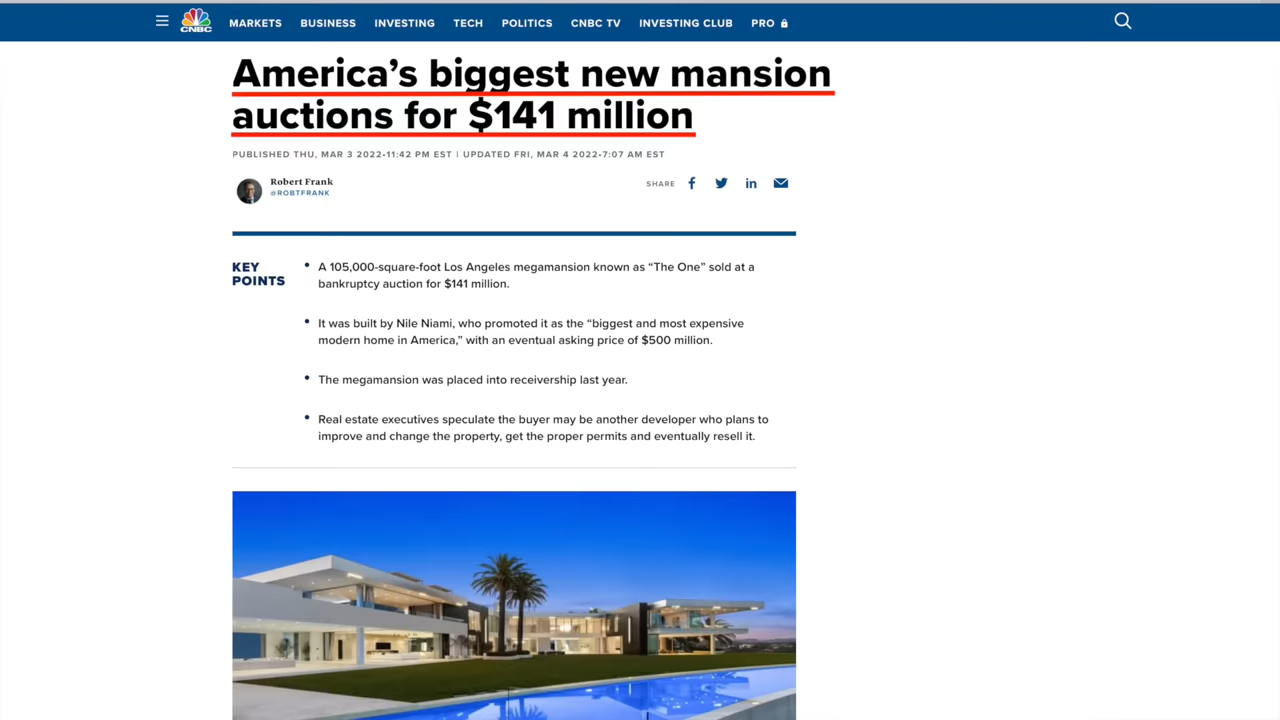 CNBC MARKETS BUSINESS INVESTING TECH POLITICS CNBC TV INVESTING CLUB PRO
America’s biggest new mansion
auctions for $141 million
PUBLISHED THU, MAR 3 2022•11:42 PM EST | UPDATED FRI, MAR 4 2022•7:07 AM EST
Robert Frank
@ROBTFRANK
SHARE
KEY
POINTS
• A 105,000-square-foot Los Angeles megamansion known as “The One” sold at a
bankruptcy auction for $141 million.
• It was built by Nile Niami, who promoted it as the “biggest and most expensive
modern home in America,” with an eventual asking price of $500 million.
• The megamansion was placed into receivership last year.
• Real estate executives speculate the buyer may be another developer who plans to
improve and change the property, get the proper permits and eventually resell it.